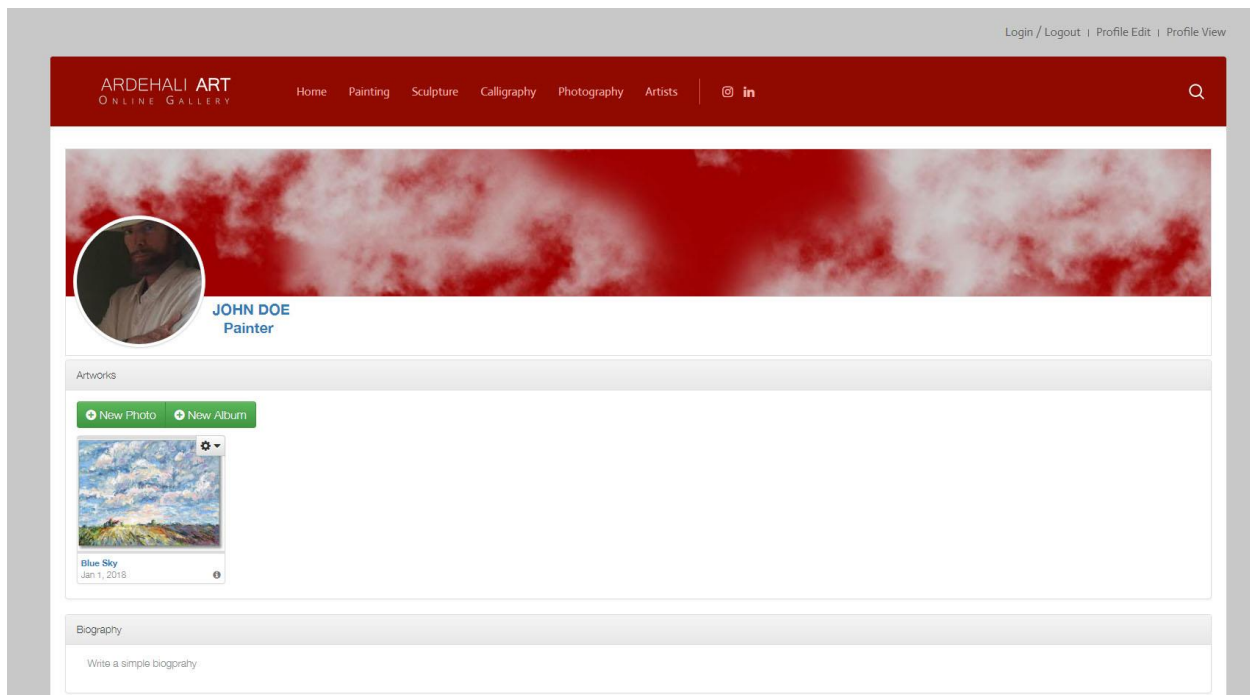 Login / Logout | Profile Edit | Profile View
ARDEHALI ART
ONLINE GALLERY
Home Painting Sculpture Calligraphy Photography Artists in
JOHN DOE
Painter
Artworks
New Photo New Album
Blue Sky
Jan 1, 2018
Biography
Write a simple biogprahy